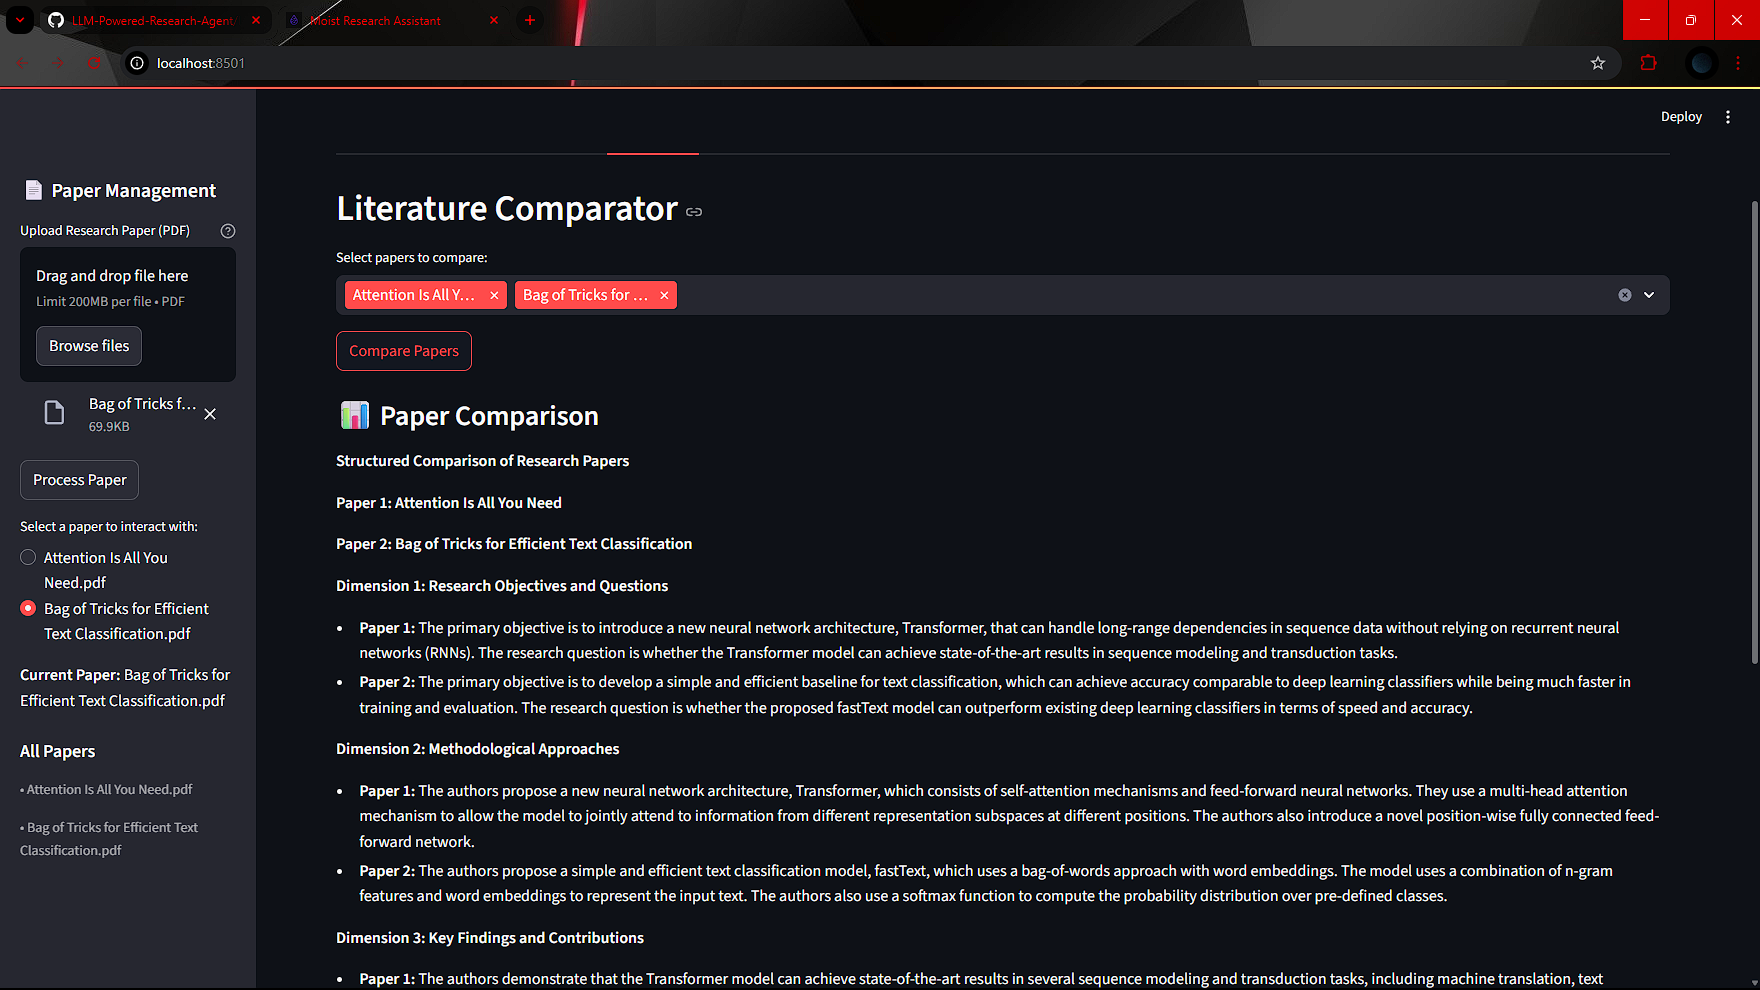 LLM-Powered-Research-Agent/
Moist Research Assistant
localhost:8501
Deploy
Paper Management
Upload Research Paper (PDF)
Drag and drop file here
Limit 200MB per file • PDF
Browse files
Bag of Tricks f...
69.9KB
Process Paper
Select a paper to interact with:
Attention Is All You
Need.pdf
Bag of Tricks for Efficient
Text Classification.pdf
Current Paper: Bag of Tricks for
Efficient Text Classification.pdf
All Papers
• Attention Is All You Need.pdf
• Bag of Tricks for Efficient Text
Classification.pdf
Literature Comparator
Select papers to compare:
Attention Is All Y...
Bag of Tricks for ...
Compare Papers
Paper Comparison
Structured Comparison of Research Papers
Paper 1: Attention Is All You Need
Paper 2: Bag of Tricks for Efficient Text Classification
Dimension 1: Research Objectives and Questions
• Paper 1: The primary objective is to introduce a new neural network architecture, Transformer, that can handle long-range dependencies in sequence data without relying on recurrent neural
networks (RNNs). The research question is whether the Transformer model can achieve state-of-the-art results in sequence modeling and transduction tasks.
• Paper 2: The primary objective is to develop a simple and efficient baseline for text classification, which can achieve accuracy comparable to deep learning classifiers while being much faster in
training and evaluation. The research question is whether the proposed fastText model can outperform existing deep learning classifiers in terms of speed and accuracy.
Dimension 2: Methodological Approaches
• Paper 1: The authors propose a new neural network architecture, Transformer, which consists of self-attention mechanisms and feed-forward neural networks. They use a multi-head attention
mechanism to allow the model to jointly attend to information from different representation subspaces at different positions. The authors also introduce a novel position-wise fully connected feed-
forward network.
• Paper 2: The authors propose a simple and efficient text classification model, fastText, which uses a bag-of-words approach with word embeddings. The model uses a combination of n-gram
features and word embeddings to represent the input text. The authors also use a softmax function to compute the probability distribution over pre-defined classes.
Dimension 3: Key Findings and Contributions
• Paper 1: The authors demonstrate that the Transformer model can achieve state-of-the-art results in several sequence modeling and transduction tasks, including machine translation, text